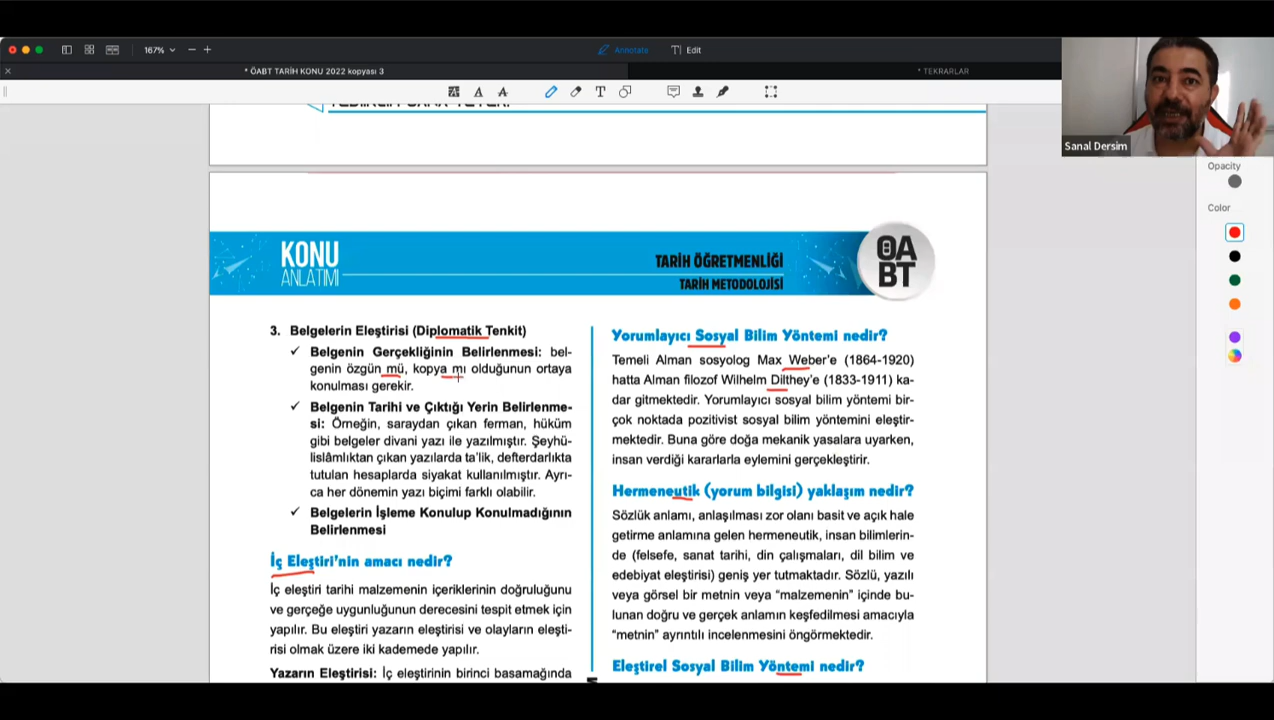 167%
Annotate
Edit
* ÖABT TARİH KONU 2022 kopyası 3
* TEKRARLAR
Sanal Dersim
Opacity
Color
KONU
ANLATIMI
TARİH ÖĞRETMENLİĞİ
TARİH METODOLOJİSİ
ÖA
BT
3. Belgelerin Eleştirisi (Diplomatik Tenkit)
✓ Belgenin Gerçekliğinin Belirlenmesi: bel-
genin özgün mü, kopya mı olduğunun ortaya
konulması gerekir.
✓ Belgenin Tarihi ve Çıktığı Yerin Belirlenme-
si: Örneğin, saraydan çıkan ferman, hüküm
gibi belgeler divani yazı ile yazılmıştır. Şeyhü-
lislâmlıktan çıkan yazılarda ta'lik, defterdarlıkta
tutulan hesaplarda siyakat kullanılmıştır. Ayrı-
ca her dönemin yazı biçimi farklı olabilir.
✓ Belgelerin İşleme Konulup Konulmadığının
Belirlenmesi
İç Eleştiri'nin amacı nedir?
İç eleştiri tarihi malzemenin içeriklerinin doğruluğunu
ve gerçeğe uygunluğunun derecesini tespit etmek için
yapılır. Bu eleştiri yazarın eleştirisi ve olayların eleşti-
risi olmak üzere iki kademede yapılır.
Yazarın Eleştirisi: İç eleştirinin birinci basamağında
Yorumlayıcı Sosyal Bilim Yöntemi nedir?
Temeli Alman sosyolog Max Weber'e (1864-1920)
hatta Alman filozof Wilhelm Dilthey'e (1833-1911) ka-
dar gitmektedir. Yorumlayıcı sosyal bilim yöntemi bir-
çok noktada pozitivist sosyal bilim yöntemini eleştir-
mektedir. Buna göre doğa mekanik yasalara uyarken,
insan verdiği kararlarla eylemini gerçekleştirir.
Hermeneutik (yorum bilgisi) yaklaşım nedir?
Sözlük anlamı, anlaşılması zor olanı basit ve açık hale
getirme anlamına gelen hermeneutik, insan bilimlerin-
de (felsefe, sanat tarihi, din çalışmaları, dil bilim ve
edebiyat eleştirisi) geniş yer tutmaktadır. Sözlü, yazılı
veya görsel bir metnin veya "malzemenin" içinde bu-
lunan doğru ve gerçek anlamın keşfedilmesi amacıyla
"metnin" ayrıntılı incelenmesini öngörmektedir.
Eleştirel Sosyal Bilim Yöntemi nedir?